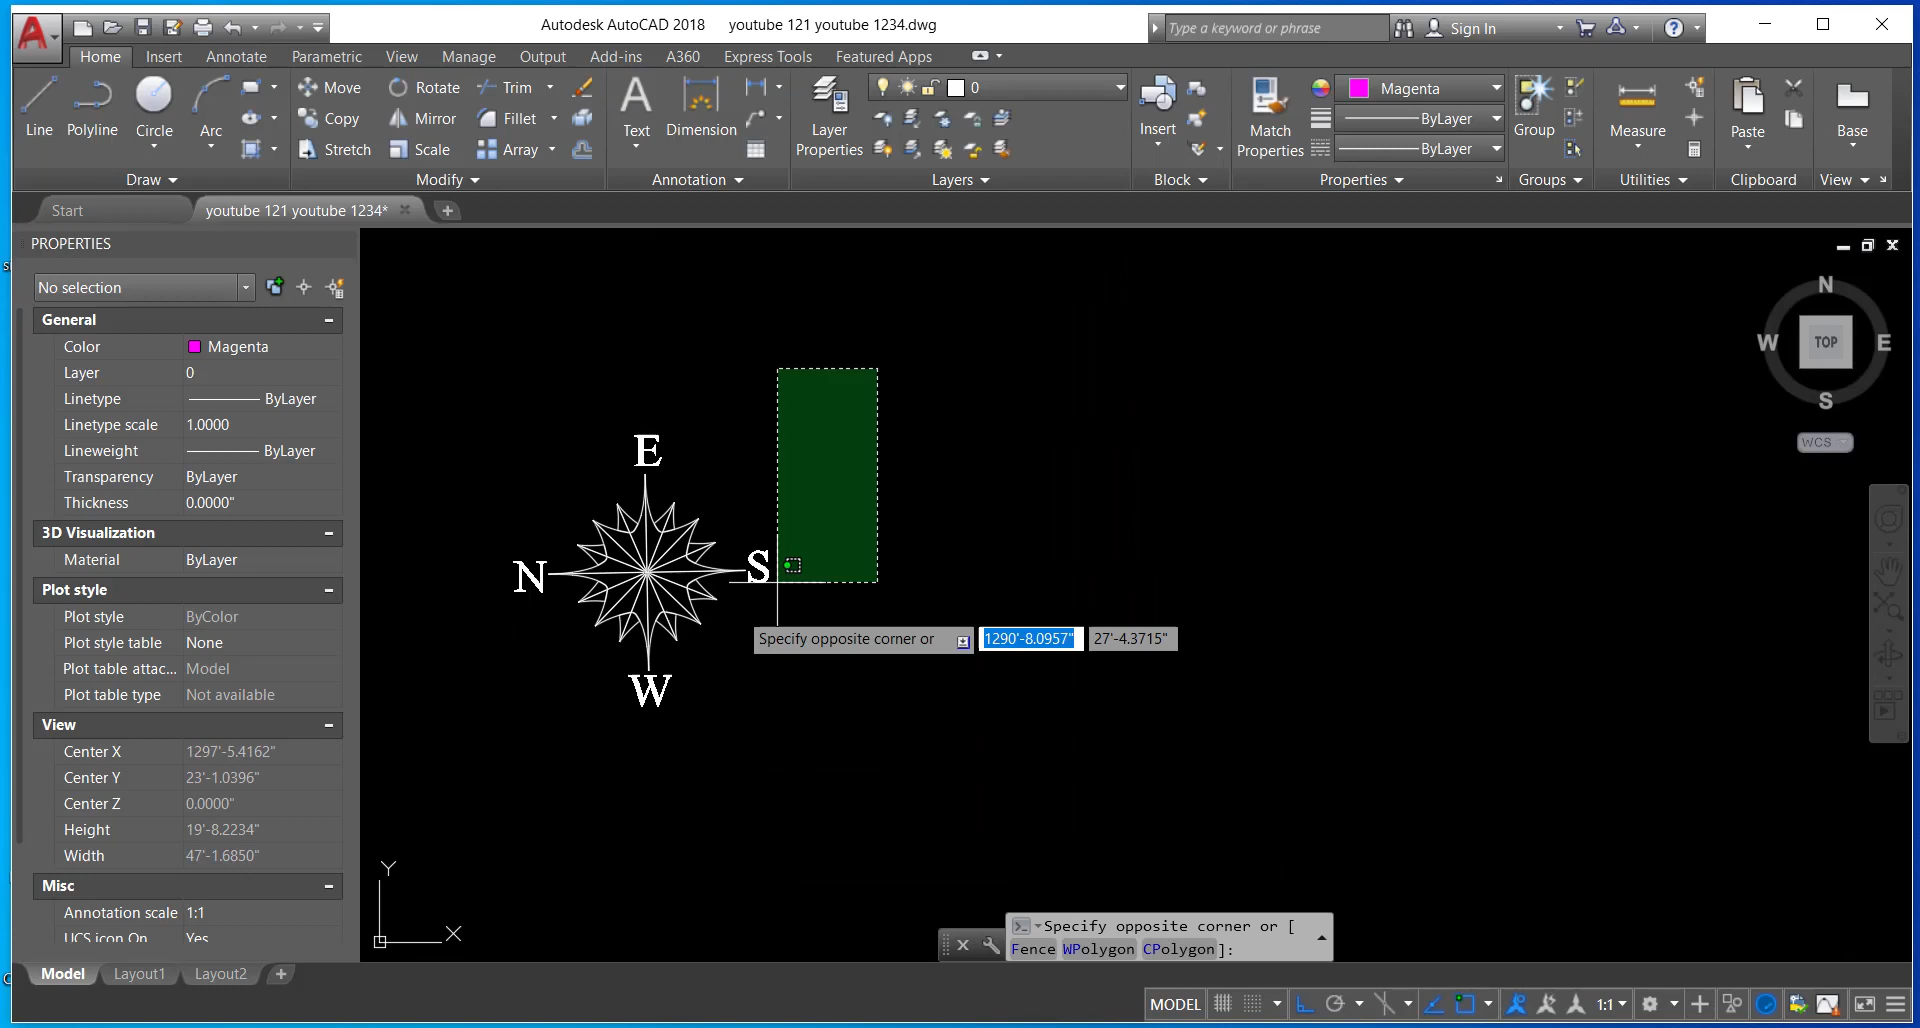 Autodesk AutoCAD 2018 youtube 121 youtube 1234.dwg
Type a keyword or phrase
Sign In
Home Insert Annotate Parametric View Manage Output Add-ins A360 Express Tools Featured Apps
Line Polyline Circle Arc
Move Rotate Trim
Copy Mirror Fillet
Stretch Scale Array
Text Dimension
Layer Properties
0
Insert
Match Properties
Magenta
ByLayer
ByLayer
Group
Measure
Paste
Base
Draw Modify Annotation Layers Block Properties Groups Utilities Clipboard View
Start youtube 121 youtube 1234*
PROPERTIES
No selection
General
Color Magenta
Layer 0
Linetype ByLayer
Linetype scale 1.0000
Lineweight ByLayer
Transparency ByLayer
Thickness 0.0000"
3D Visualization
Material ByLayer
Plot style
Plot style ByColor
Plot style table None
Plot table attac... Model
Plot table type Not available
View
Center X 1297'-5.4162"
Center Y 23'-1.0396"
Center Z 0.0000"
Height 19'-8.2234"
Width 47'-1.6850"
Misc
Annotation scale 1:1
UCS icon On Yes
E
N
S
W
Specify opposite corner or 1290'-8.0957" 27'-4.3715"
N
W TOP E
S
WCS
Y
X
Specify opposite corner or [
Fence WPolygon CPolygon]:
Model Layout1 Layout2
MODEL 1:1